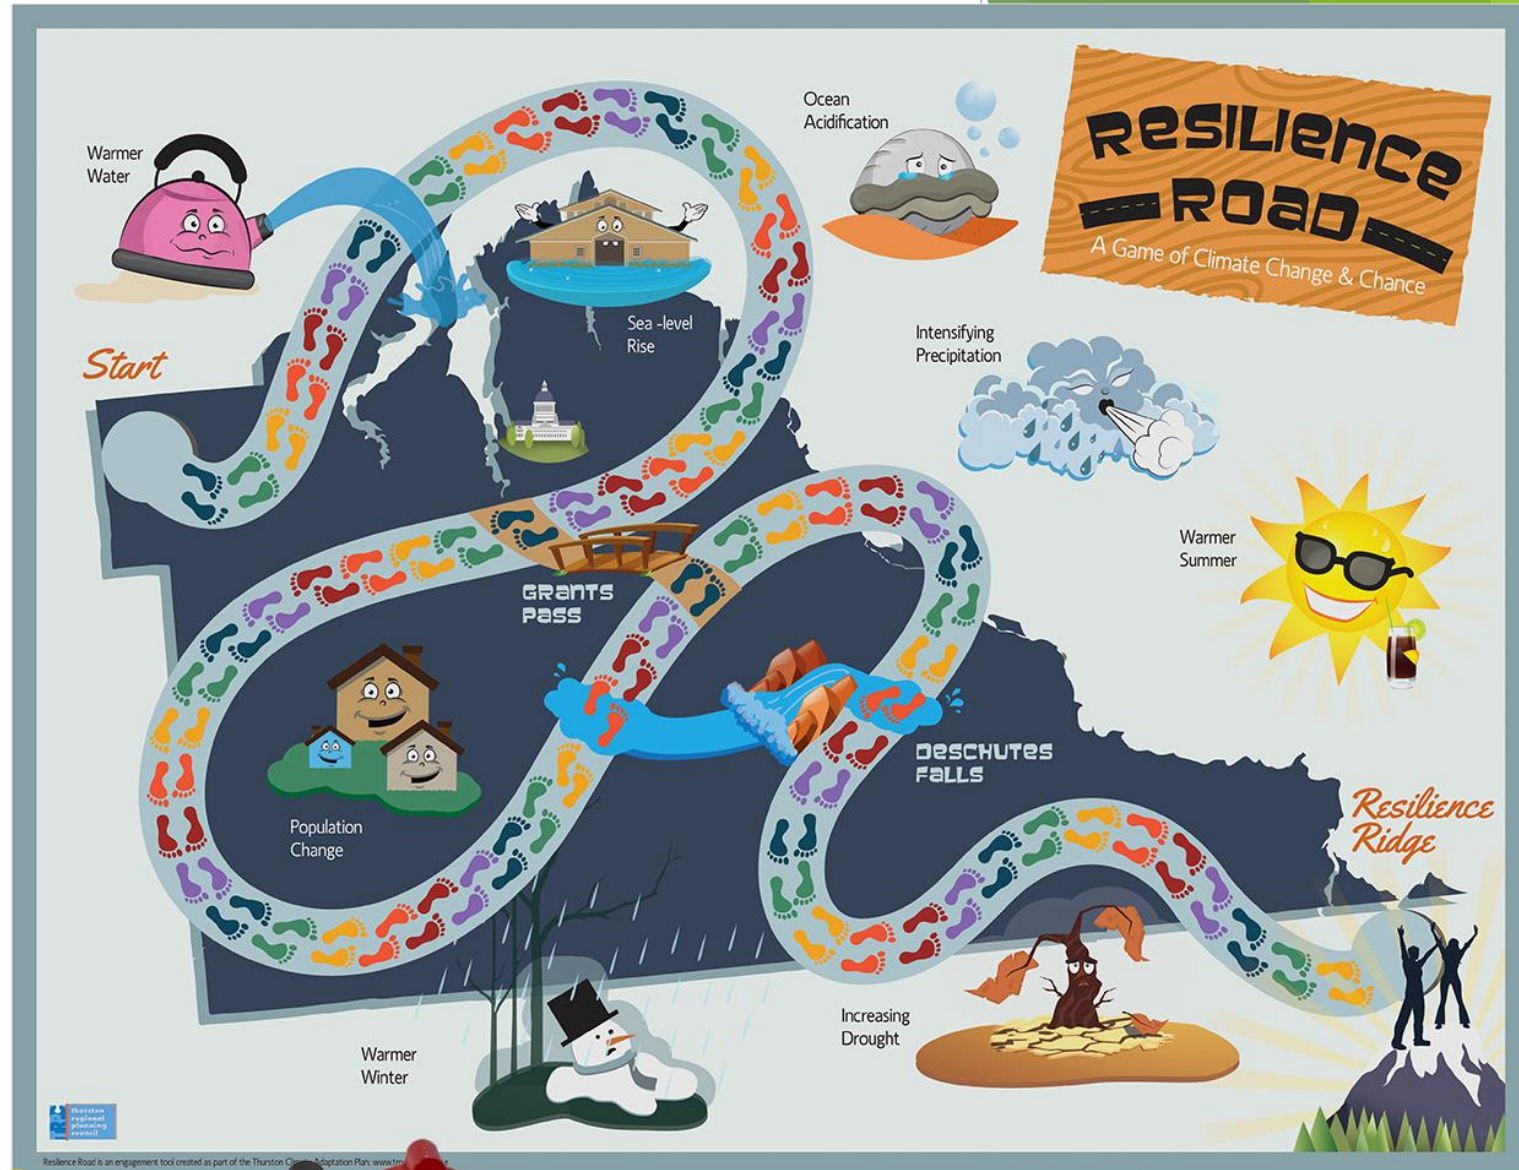 Warmer
Water
Ocean
Acidification
Resilience
Road
A Game of Climate Change & Chance
Start
Sea -level
Rise
Intensifying
Precipitation
Warmer
Summer
Grants
Pass
Deschutes
Falls
Population
Change
Resilience
Ridge
Increasing
Drought
Warmer
Winter
TRPC
thurston
regional
planning
council
Resilience Road is an engagement tool created as part of the Thurston Climate Adaptation Plan: